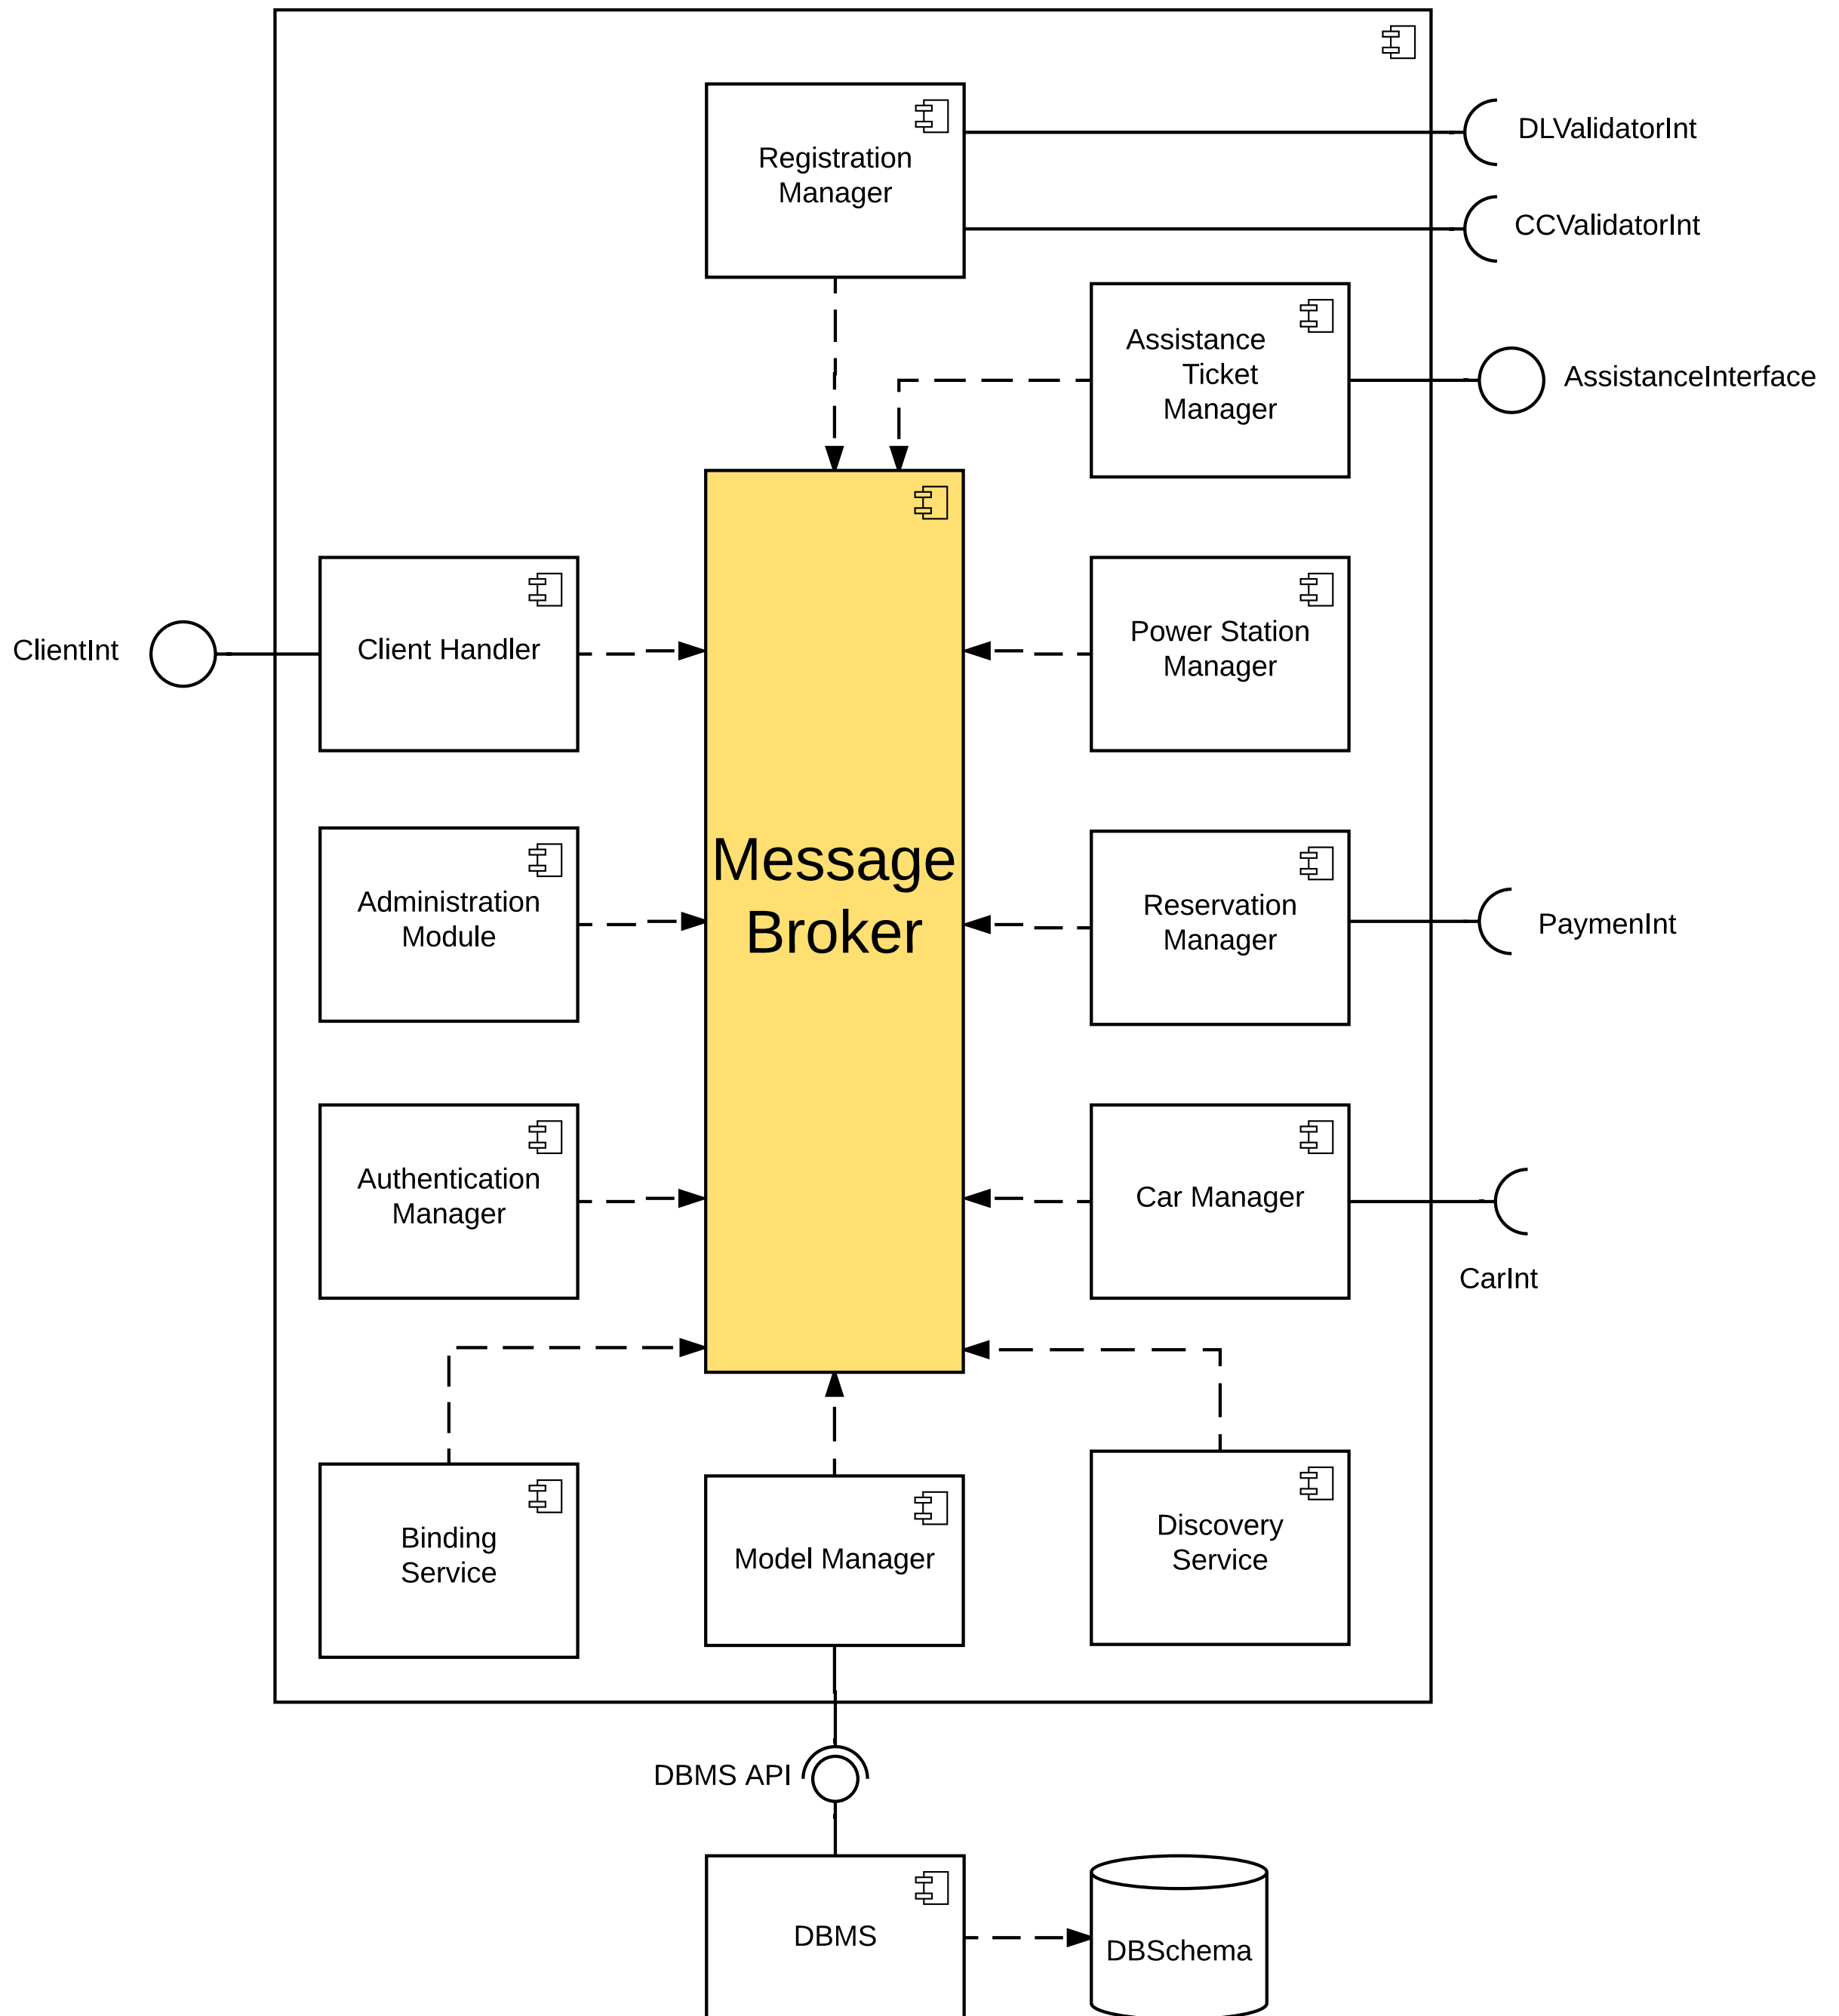 DLValidatorInt
Registration
Manager
CCValidatorInt
Assistance
Ticket
Manager
AssistanceInterface
ClientInt
Client Handler
Power Station
Manager
Message
Broker
Administration
Module
Reservation
Manager
PaymenInt
Authentication
Manager
Car Manager
CarInt
Binding
Service
Model Manager
Discovery
Service
DBMS API
DBMS
DBSchema